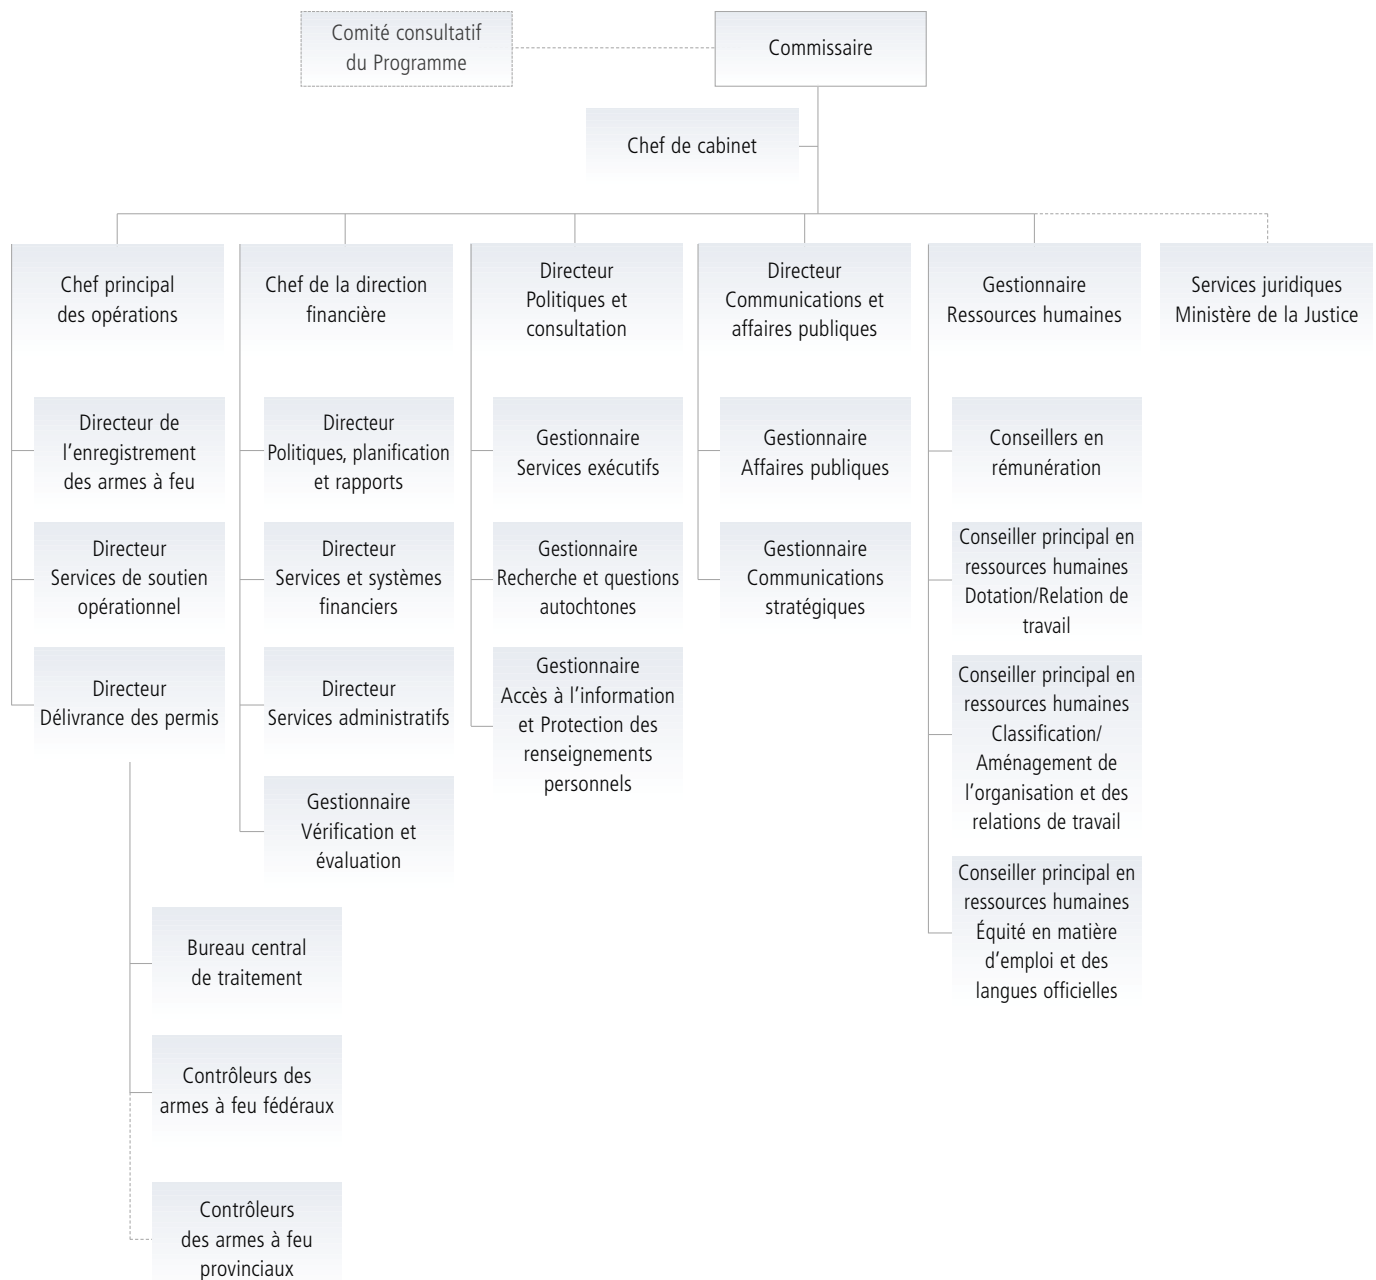 Comité consultatif
du Programme
Commissaire
Chef de cabinet
Chef principal
des opérations
Chef de la direction
financière
Directeur
Politiques et
consultation
Directeur
Communications et
affaires publiques
Gestionnaire
Ressources humaines
Services juridiques
Ministère de la Justice
Directeur de
l'enregistrement
des armes à feu
Directeur
Services de soutien
opérationnel
Directeur
Délivrance des permis
Bureau central
de traitement
Contrôleurs des
armes à feu fédéraux
Contrôleurs
des armes à feu
provinciaux
Directeur
Politiques, planification
et rapports
Directeur
Services et systèmes
financiers
Directeur
Services administratifs
Gestionnaire
Vérification et
évaluation
Gestionnaire
Services exécutifs
Gestionnaire
Recherche et questions
autochtones
Gestionnaire
Accès à l'information
et Protection des
renseignements
personnels
Gestionnaire
Affaires publiques
Gestionnaire
Communications
stratégiques
Conseillers en
rémunération
Conseiller principal en
ressources humaines
Dotation/Relation de
travail
Conseiller principal en
ressources humaines
Classification/
Aménagement de
l'organisation et des
relations de travail
Conseiller principal en
ressources humaines
Équité en matière
d'emploi et des
langues officielles